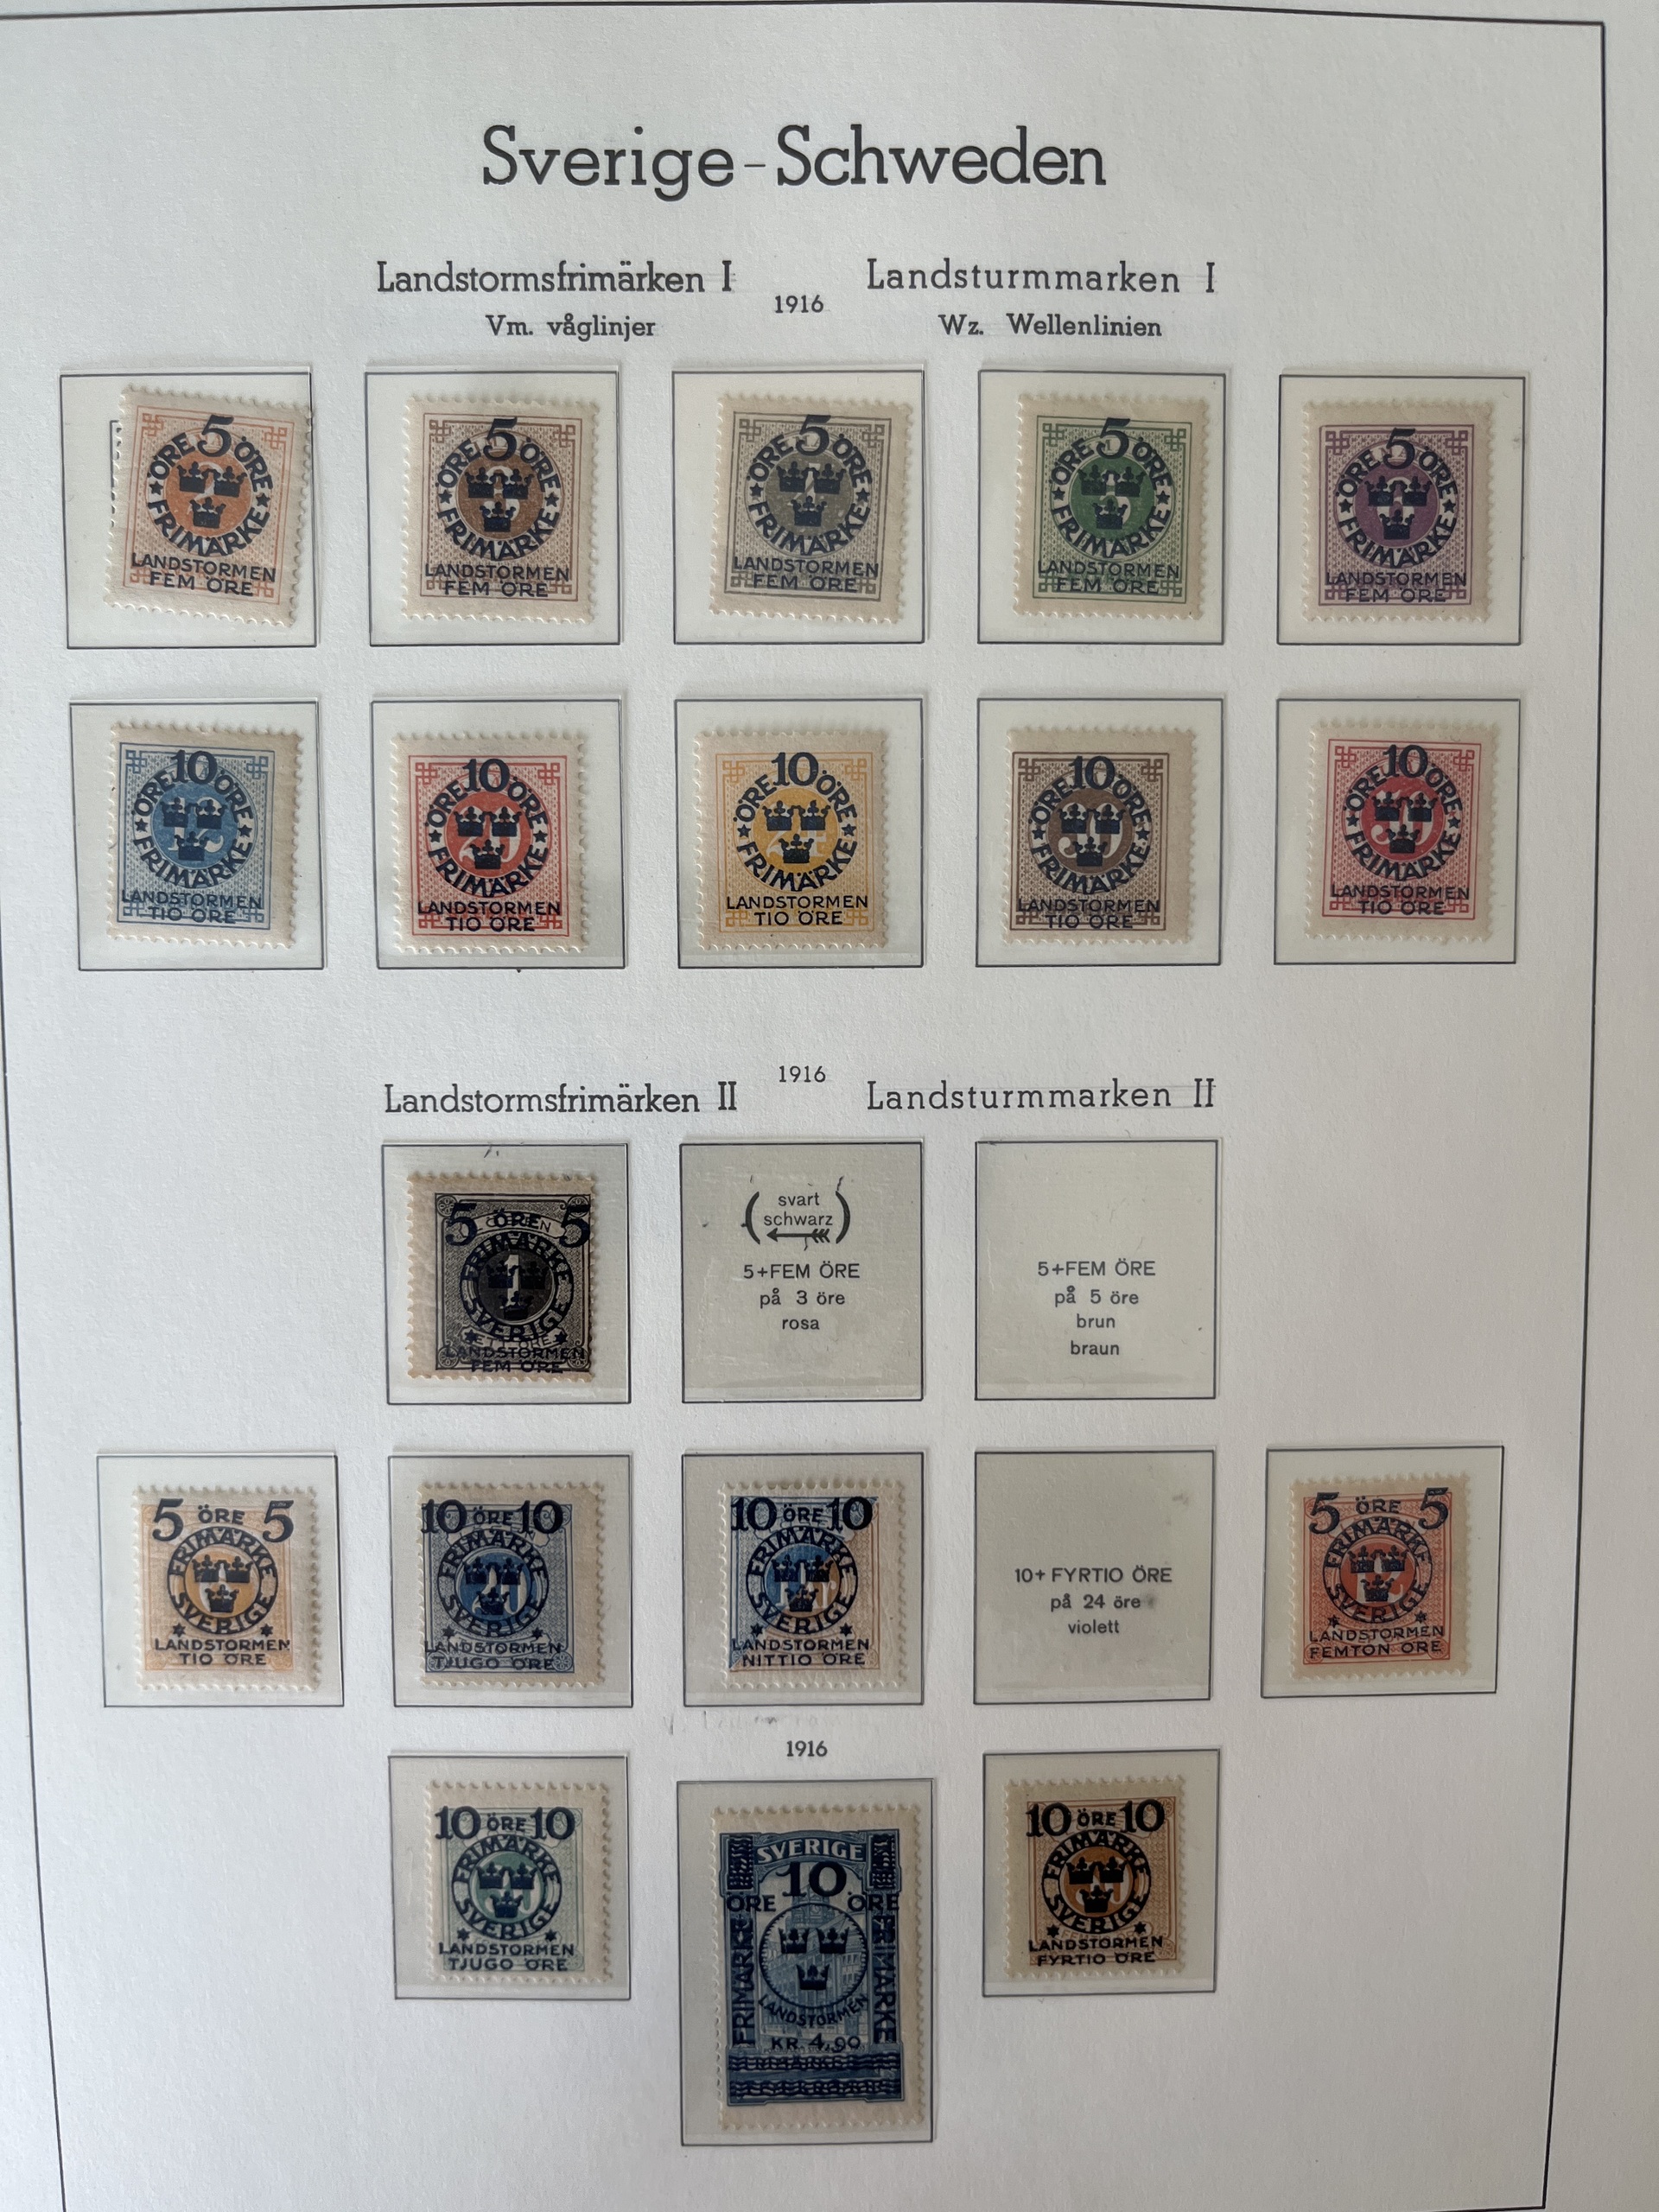 Sverige-Schweden
Landstormsfrimärken I
1916
Landsturmmarken I
Vm. våglinjer
Wz. Wellenlinien
5
ÖRE ÖRE
FRIMÄRKE
LANDSTORMEN
FEM ÖRE
5
ÖRE ÖRE
FRIMÄRKE
LANDSTORMEN
FEM ÖRE
5
ÖRE ÖRE
FRIMÄRKE
LANDSTORMEN
FEM ÖRE
5
ÖRE ÖRE
FRIMÄRKE
LANDSTORMEN
FEM ÖRE
5
ÖRE ÖRE
FRIMÄRKE
LANDSTORMEN
FEM ÖRE
10
ÖRE ÖRE
FRIMÄRKE
LANDSTORMEN
TIO ÖRE
10
ÖRE ÖRE
FRIMÄRKE
LANDSTORMEN
TIO ÖRE
10
ÖRE ÖRE
FRIMÄRKE
LANDSTORMEN
TIO ÖRE
10
ÖRE ÖRE
FRIMÄRKE
LANDSTORMEN
TIO ÖRE
10
ÖRE ÖRE
FRIMÄRKE
LANDSTORMEN
TIO ÖRE
Landstormsfrimärken II
1916
Landsturmmarken II
5 ÖRE 5
FRIMÄRKE
1
SVERIGE
LANDSTORMEN
FEM ÖRE
svart
schwarz
5+FEM ÖRE
på 3 öre
rosa
5+FEM ÖRE
på 5 öre
brun
braun
5 ÖRE 5
FRIMÄRKE
SVERIGE
LANDSTORMEN
TIO ÖRE
10 ÖRE 10
FRIMÄRKE
SVERIGE
LANDSTORMEN
TJUGO ÖRE
10 ÖRE 10
FRIMÄRKE
SVERIGE
LANDSTORMEN
NITTIO ÖRE
10+ FYRTIO ÖRE
på 24 öre
violett
5 ÖRE 5
FRIMÄRKE
SVERIGE
LANDSTORMEN
FEMTON ÖRE
1916
10 ÖRE 10
FRIMÄRKE
SVERIGE
LANDSTORMEN
TJUGO ÖRE
SVERIGE
10
ÖRE ÖRE
FRIMÄRKE
FRIMÄRKE
LANDSTORMEN
KR. 4,90
10 ÖRE 10
FRIMÄRKE
SVERIGE
LANDSTORMEN
FYRTIO ÖRE